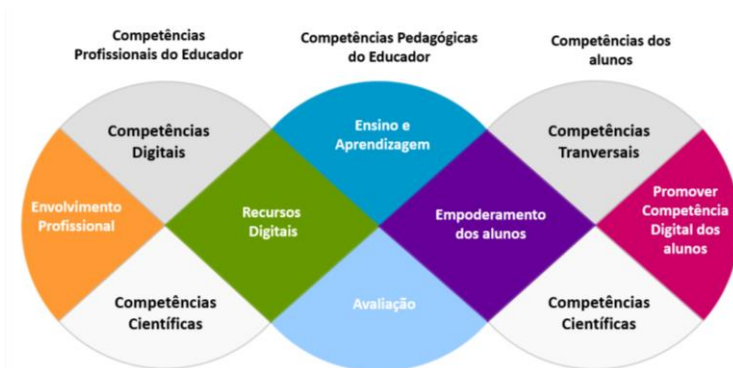 Competências
Profissionais do Educador
Competências Pedagógicas
do Educador
Competências dos
alunos
Competências
Digitais
Ensino e
Aprendizagem
Competências
Tranversais
Envolvimento
Profissional
Recursos
Digitais
Empoderamento
dos alunos
Promover
Competência
Digital dos
alunos
Competências
Científicas
Avaliação
Competências
Científicas